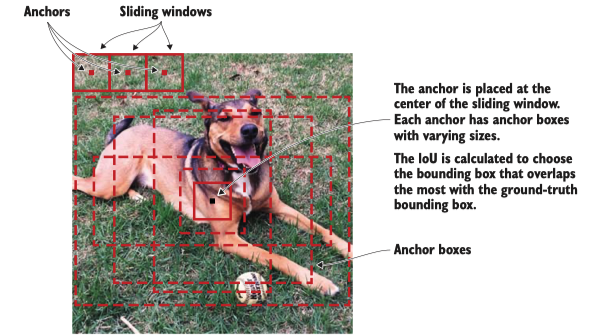 Anchors
Sliding windows
The anchor is placed at the
center of the sliding window.
Each anchor has anchor boxes
with varying sizes.
The IoU is calculated to choose
the bounding box that overlaps
the most with the ground-truth
bounding box.
Anchor boxes